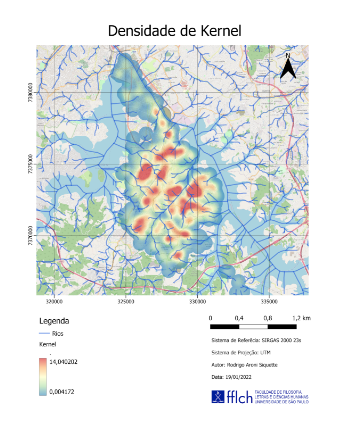 Densidade de Kernel
N
7380000
7375000
7370000
320000 325000 330000 335000
Legenda
Rios
Kernel
14,040202
0,004172
0 0,4 0,8 1,2 km
Sistema de Referência: SIRGAS 2000 23s
Sistema de Projeção: UTM
Autor: Rodrigo Aroni Siquette
Data: 19/01/2022
fflch
FACULDADE DE FILOSOFIA
LETRAS E CIÊNCIAS HUMANAS
UNIVERSIDADE DE SÃO PAULO